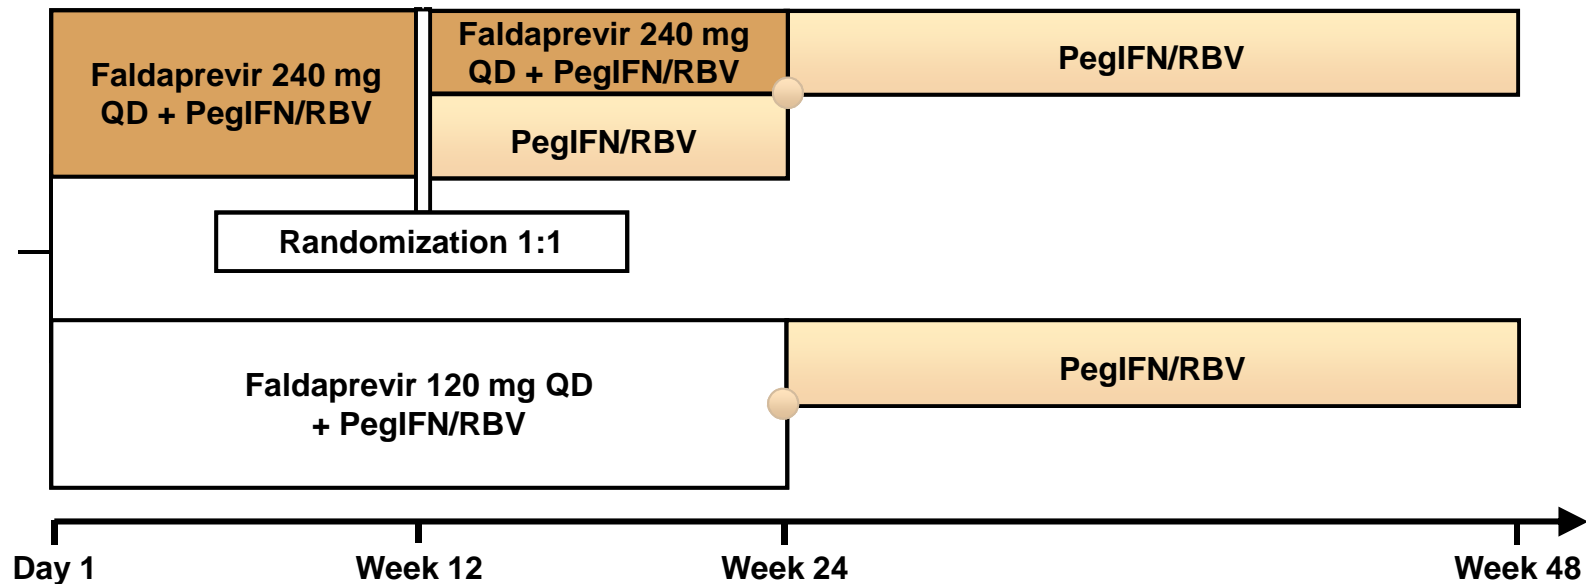 Faldaprevir 240 mg
QD + PegIFN/RBV
Faldaprevir 240 mg
QD + PegIFN/RBV
PegIFN/RBV
PegIFN/RBV
Randomization 1:1
Faldaprevir 120 mg QD
+ PegIFN/RBV
PegIFN/RBV
Day 1
Week 12
Week 24
Week 48